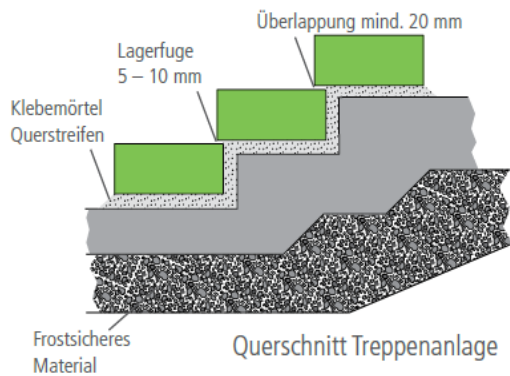 Überlappung mind. 20 mm
Lagerfuge
5 – 10 mm
Klebemörtel
Querstreifen
Frostsicheres
Material
Querschnitt Treppenanlage